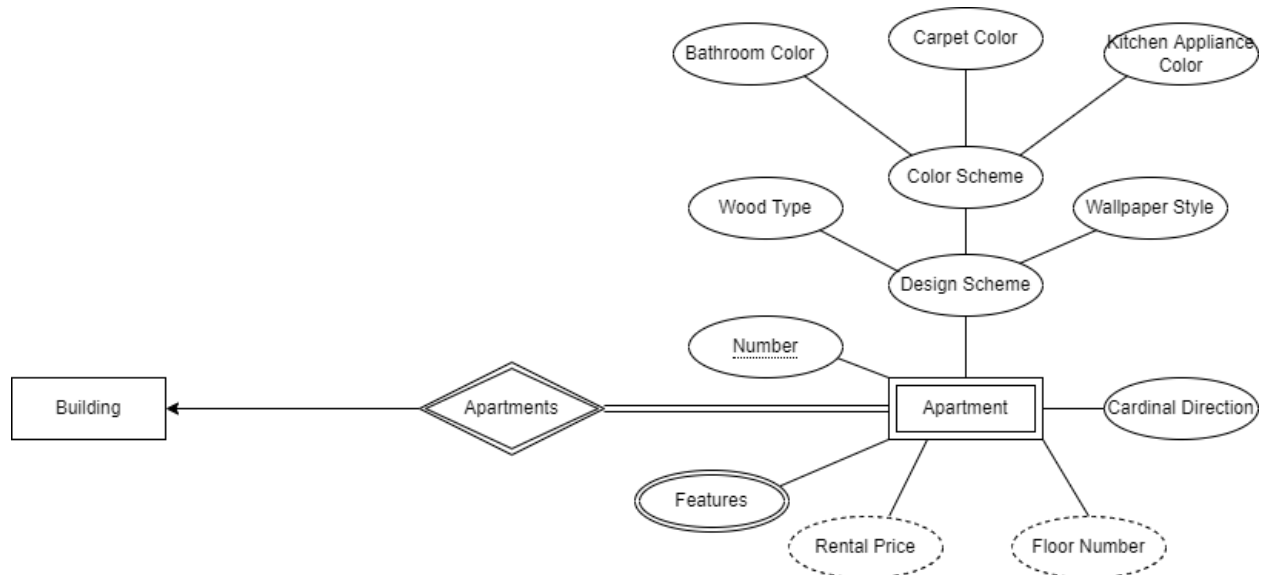 Carpet Color
Bathroom Color
Kitchen Appliance
Color
Color Scheme
Wood Type
Wallpaper Style
Design Scheme
Number
Building
Apartments
Apartment
Cardinal Direction
Features
Rental Price
Floor Number